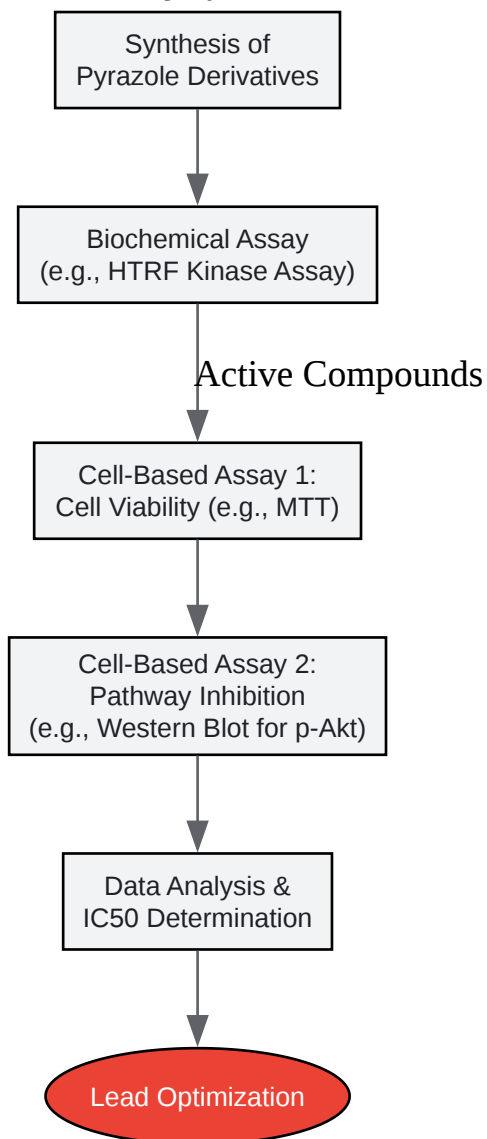 Synthesis of
Pyrazole Derivatives
Biochemical Assay
(e.g., HTRF Kinase Assay)
Active Compounds
Cell-Based Assay 1:
Cell Viability (e.g., MTT)
Cell-Based Assay 2:
Pathway Inhibition
(e.g., Western Blot for p-Akt)
Data Analysis &
IC50 Determination
Lead Optimization